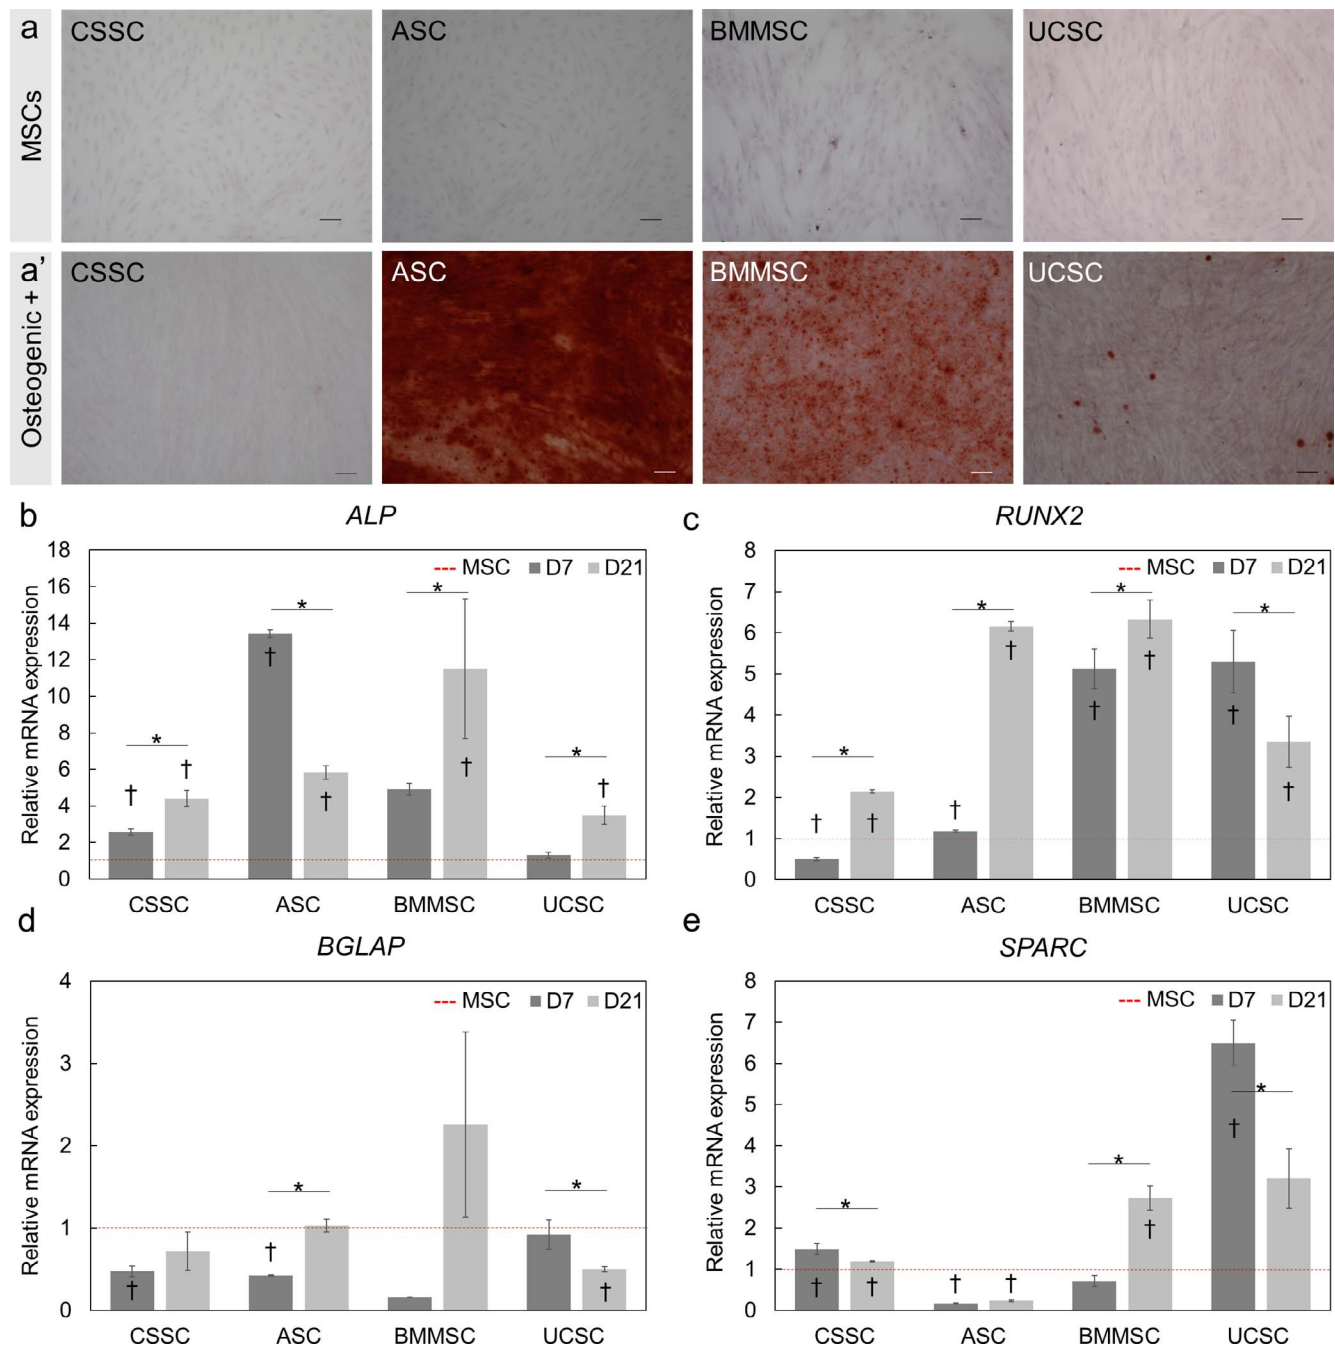 a
MSCs
CSSC
ASC
BMMSC
UCSC
a’
Osteogenic +
CSSC
ASC
BMMSC
UCSC
b
ALP
Relative mRNA expression
18
16
14
12
10
8
6
4
2
0
MSC D7 D21
*
*
*
*
†
†
†
†
†
†
CSSC ASC BMMSC UCSC
c
RUNX2
Relative mRNA expression
8
7
6
5
4
3
2
1
0
MSC D7 D21
*
*
*
*
†
†
†
†
†
†
†
†
CSSC ASC BMMSC UCSC
d
BGLAP
Relative mRNA expression
4
3
2
1
0
MSC D7 D21
*
*
†
†
†
CSSC ASC BMMSC UCSC
e
SPARC
Relative mRNA expression
8
7
6
5
4
3
2
1
0
MSC D7 D21
*
*
*
†
†
†
†
†
†
CSSC ASC BMMSC UCSC